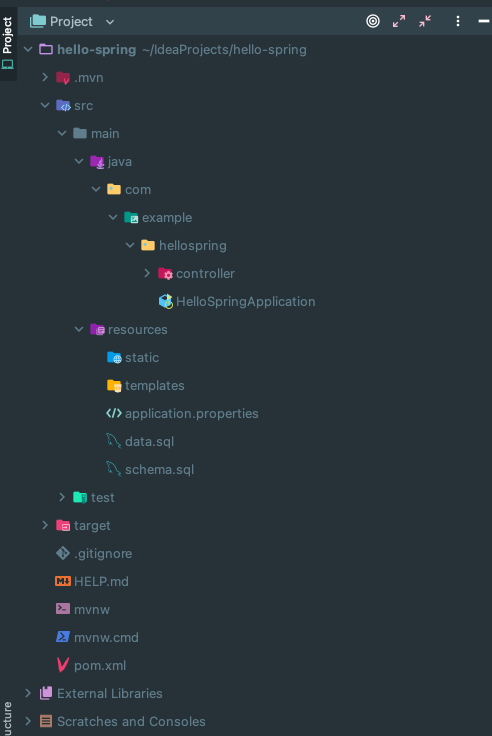 Project
Project
hello-spring ~/IdeaProjects/hello-spring
.mvn
src
main
java
com
example
hellospring
controller
HelloSpringApplication
resources
static
templates
application.properties
data.sql
schema.sql
test
target
.gitignore
HELP.md
mvnw
mvnw.cmd
pom.xml
External Libraries
Scratches and Consoles
ucture